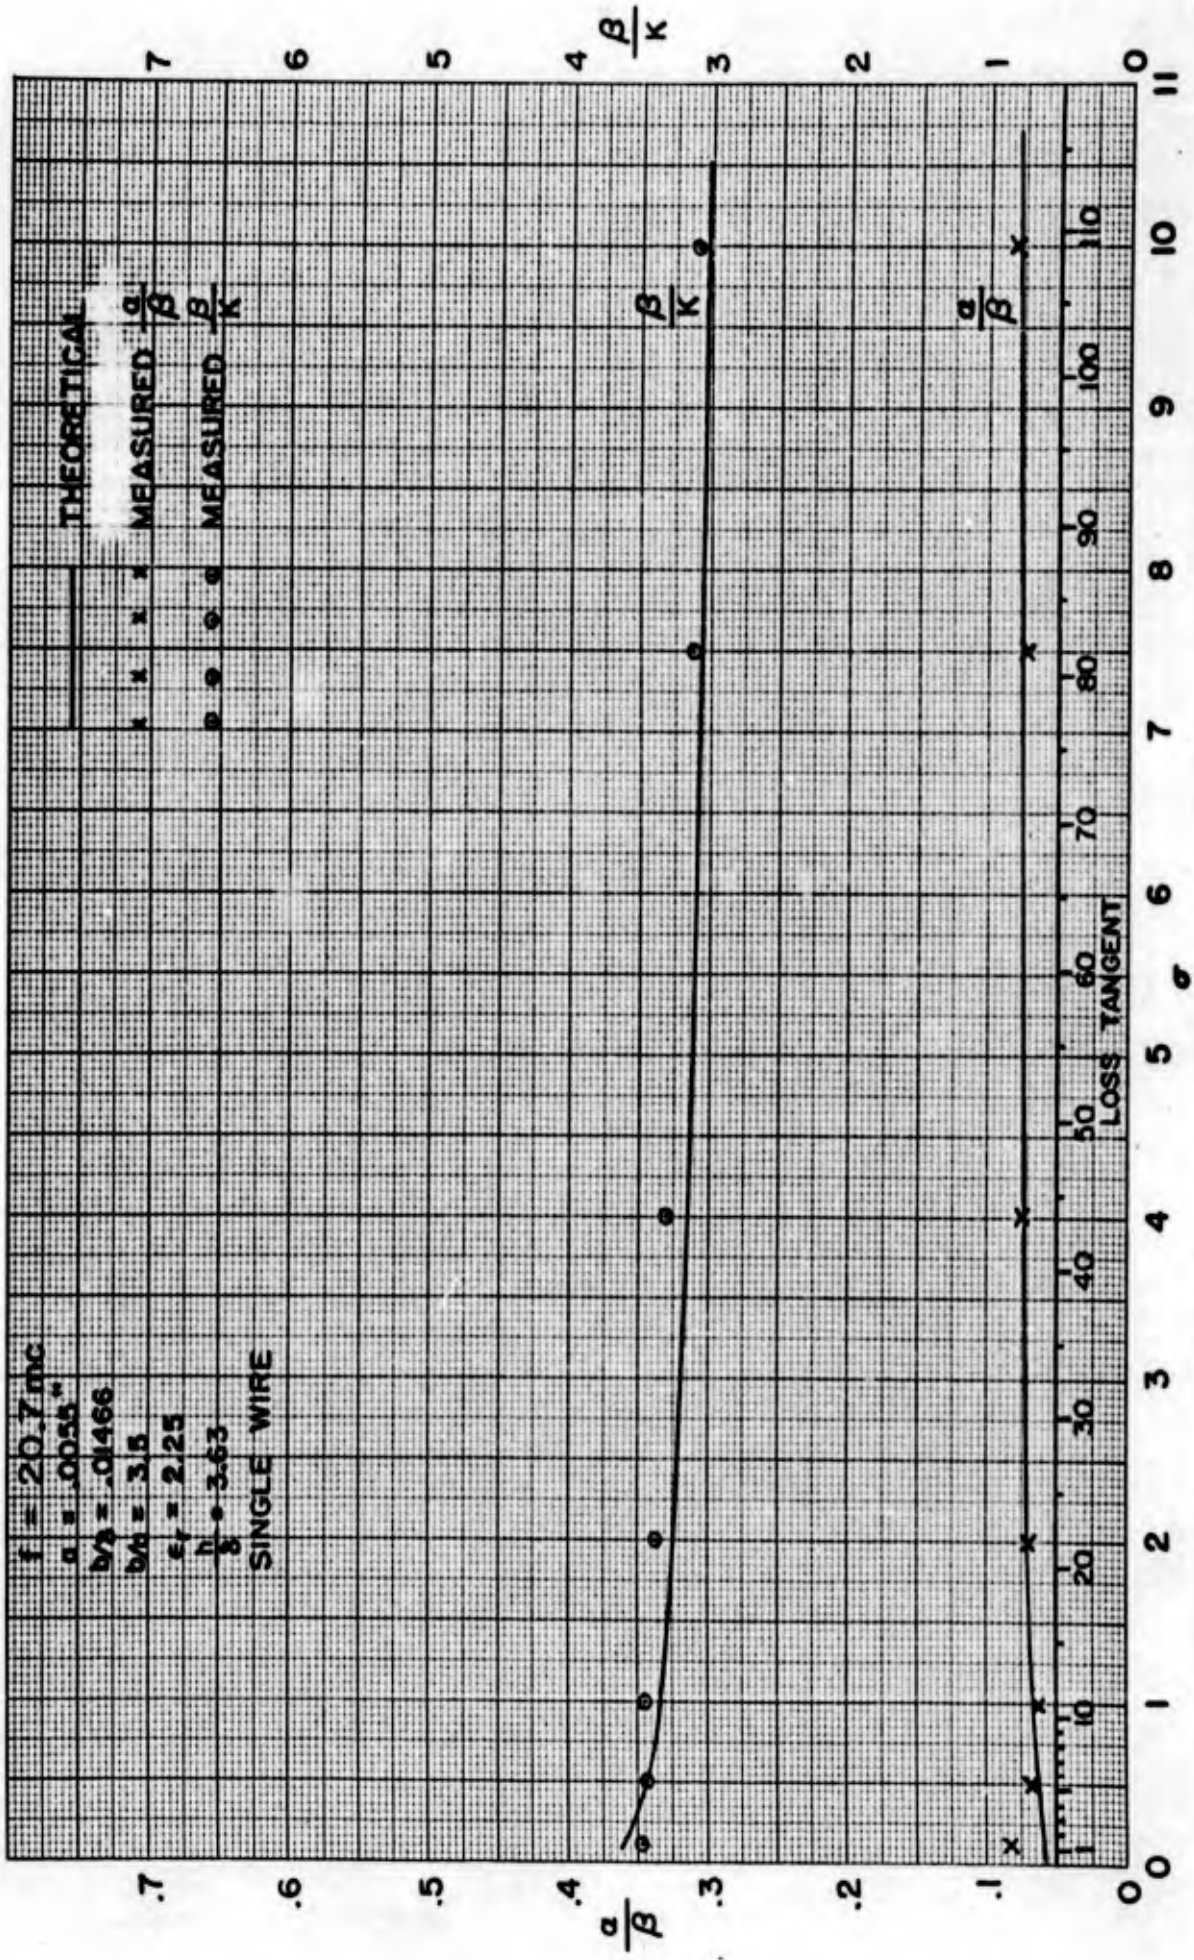 f = 20.7 mc
a = .0055"
b/a = .01466
b/h = 3.5
εr = 2.25
h/δ = 3.63
SINGLE WIRE
THEORETICAL
x x x x MEASURED α/β
o o o o MEASURED β/K
α/β
.7
.6
.5
.4
.3
.2
.1
0
β/K
7
6
5
4
.3
.2
1
0
β/K
α/β
1 10 20 30 40 50 60 70 80 90 100 110
LOSS TANGENT
0 1 2 3 4 5 6 7 8 9 10 11
σ